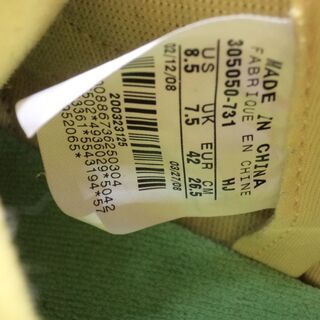 MADE IN CHINA
FABRIQUE EN CHINE
305050-731 HJ
US UK EUR CM
8.5 7.5 42 26.5
02/12/08 03/27/08
200323125